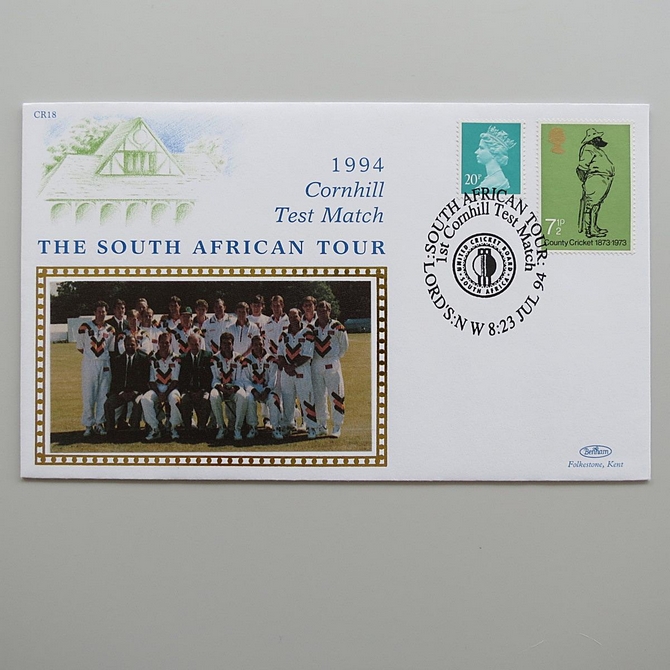 CR18
1994
Cornhill
Test Match
THE SOUTH AFRICAN TOUR
20P
7½P
County Cricket 1873-1973
:SOUTH AFRICAN TOUR:
1st Cornhill Test Match
UNITED CRICKET BOARD
SOUTH AFRICA
LORD'S:N W 8:23 JUL 94
Benham
Folkestone, Kent